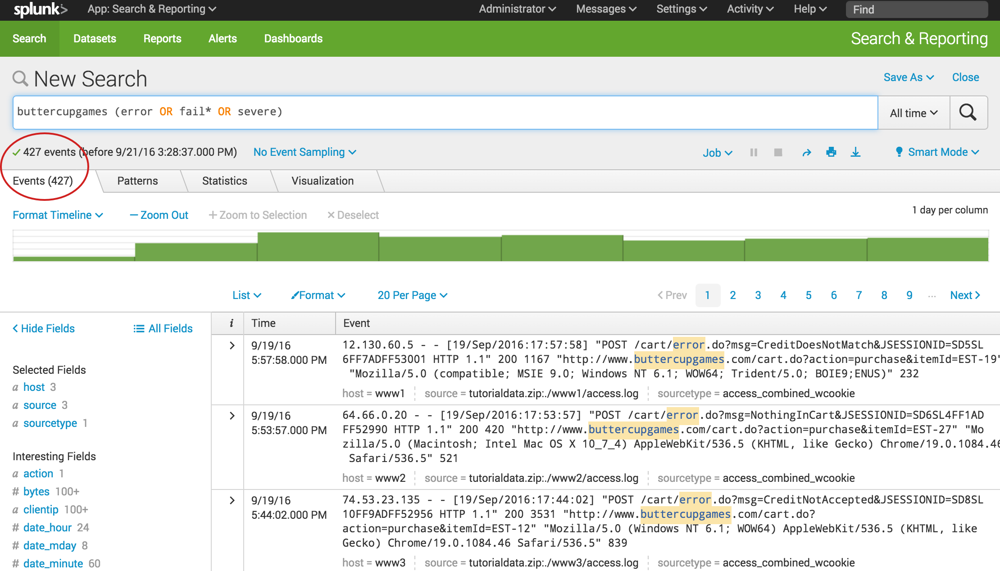 splunk> App: Search & Reporting Administrator Messages Settings Activity Help Find
Search Datasets Reports Alerts Dashboards Search & Reporting
New Search Save As Close
buttercupgames (error OR fail* OR severe) All time
427 events (before 9/21/16 3:28:37.000 PM) No Event Sampling Job Smart Mode
Events (427) Patterns Statistics Visualization
Format Timeline — Zoom Out + Zoom to Selection × Deselect 1 day per column
List Format 20 Per Page < Prev 1 2 3 4 5 6 7 8 9 ... Next >
< Hide Fields All Fields
i Time Event
Selected Fields
a host 3
a source 3
a sourcetype 1
Interesting Fields
a action 1
# bytes 100+
a clientip 100+
# date_hour 24
# date_mday 8
# date_minute 60
> 9/19/16 5:57:58.000 PM
12.130.60.5 - - [19/Sep/2016:17:57:58] "POST /cart/error.do?msg=CreditDoesNotMatch&JSESSIONID=SD5SL
6FF7ADFF53001 HTTP 1.1" 200 1167 "http://www.buttercupgames.com/cart.do?action=purchase&itemId=EST-19"
"Mozilla/5.0 (compatible; MSIE 9.0; Windows NT 6.1; WOW64; Trident/5.0; BOIE9;ENUS)" 232
host = www1 source = tutorialdata.zip:./www1/access.log sourcetype = access_combined_wcookie
> 9/19/16 5:53:57.000 PM
64.66.0.20 - - [19/Sep/2016:17:53:57] "POST /cart/error.do?msg=NothingInCart&JSESSIONID=SD6SL4FF1AD
FF52990 HTTP 1.1" 200 420 "http://www.buttercupgames.com/cart.do?action=purchase&itemId=EST-27" "Mo
zilla/5.0 (Macintosh; Intel Mac OS X 10_7_4) AppleWebKit/536.5 (KHTML, like Gecko) Chrome/19.0.1084.46
Safari/536.5" 521
host = www2 source = tutorialdata.zip:./www2/access.log sourcetype = access_combined_wcookie
> 9/19/16 5:44:02.000 PM
74.53.23.135 - - [19/Sep/2016:17:44:02] "POST /cart/error.do?msg=CreditNotAccepted&JSESSIONID=SD8SL
10FF9ADFF52956 HTTP 1.1" 200 3531 "http://www.buttercupgames.com/cart.do?
action=purchase&itemId=EST-12" "Mozilla/5.0 (Windows NT 6.1; WOW64) AppleWebKit/536.5 (KHTML, like
Gecko) Chrome/19.0.1084.46 Safari/536.5" 839
host = www3 source = tutorialdata.zip:./www3/access.log sourcetype = access_combined_wcookie